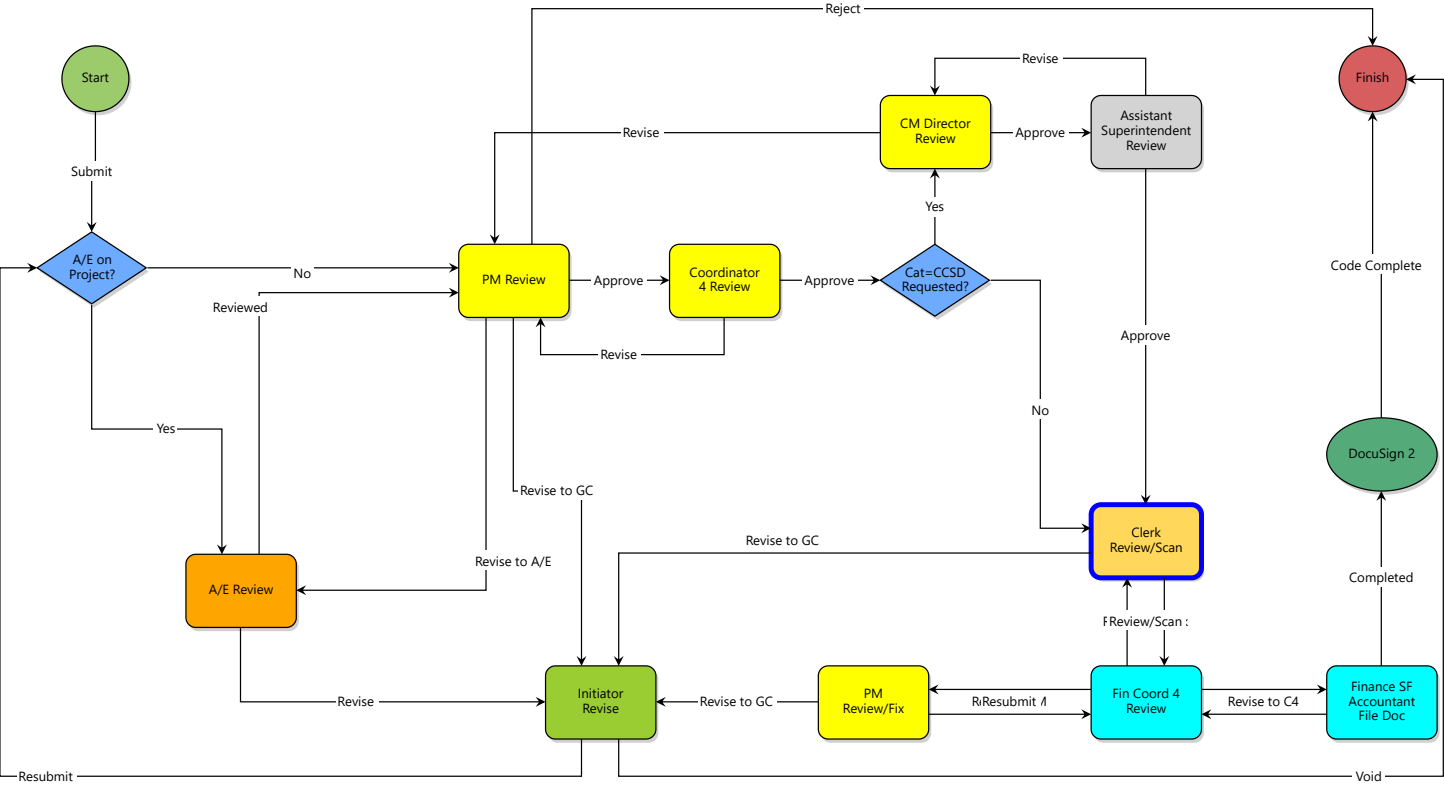 Reject
Start
Finish
Revise
CM Director
Review
Approve
Assistant
Superintendent
Review
Revise
Submit
Yes
A/E on
Project?
No
PM Review
Approve
Coordinator
4 Review
Approve
Cat=CCSD
Requested?
Code Complete
Reviewed
Approve
Revise
No
Yes
DocuSign 2
Revise to GC
Clerk
Review/Scan
Revise to GC
Revise to A/E
A/E Review
Completed
Review/Scan :
Initiator
Revise
Revise
Revise to GC
PM
Review/Fix
Resubmit
Fin Coord 4
Review
Revise to C4
Finance SF
Accountant
File Doc
Resubmit
Void